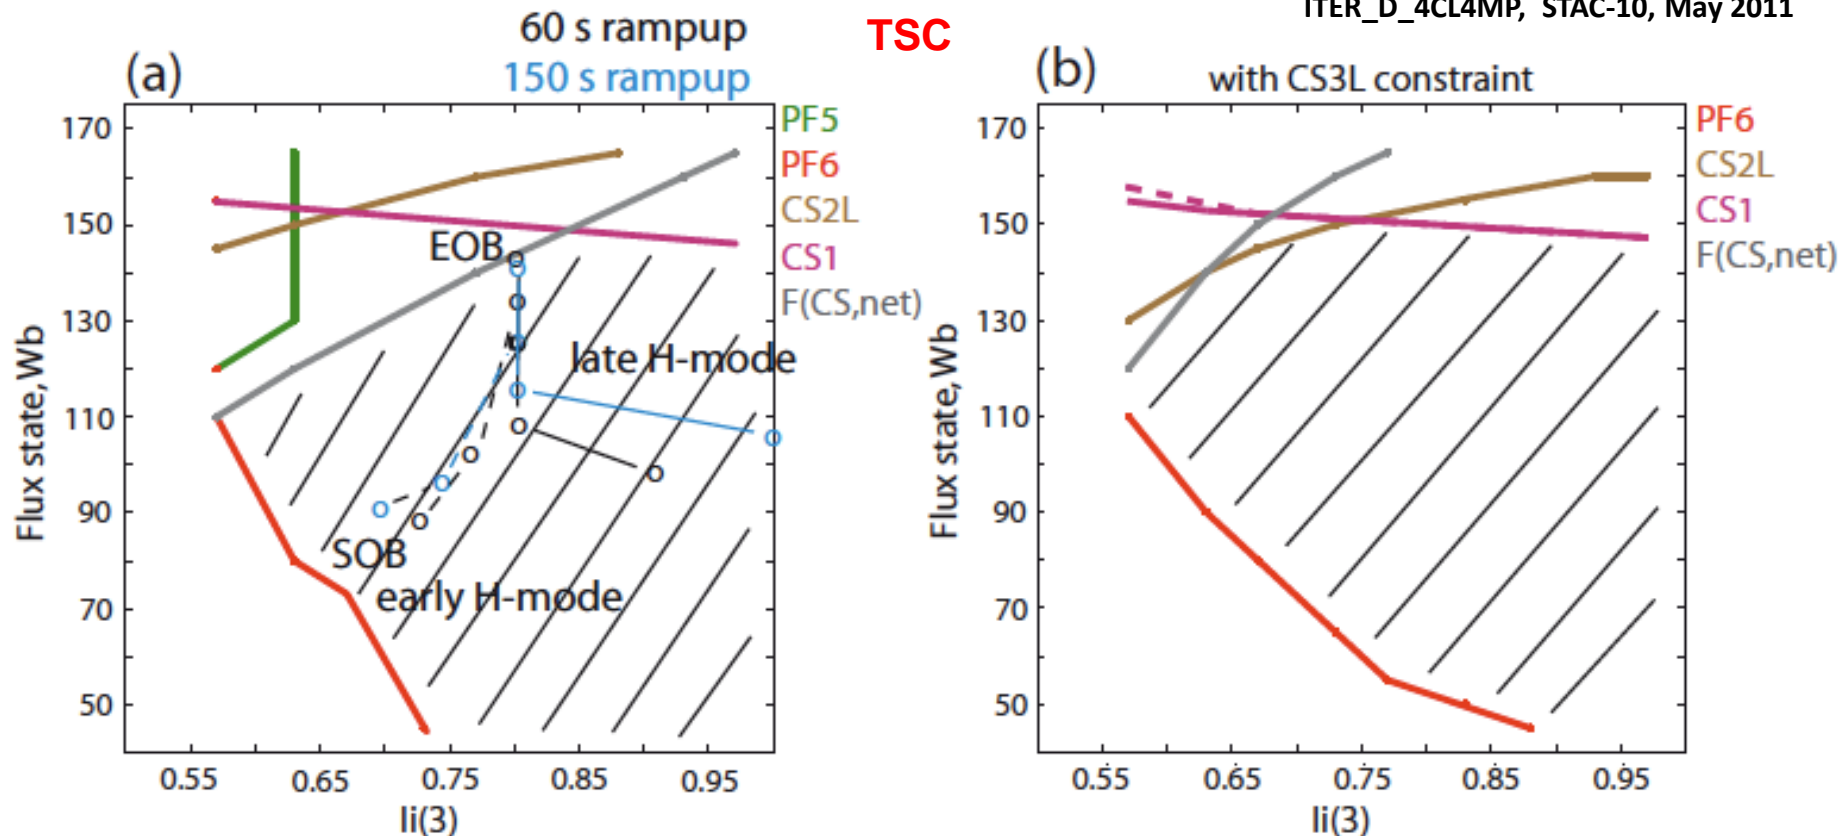 ITER_D_4CL4MP, STAC-10, May 2011
60 s rampup
TSC
150 s rampup
(a)
170
150
130
110
90
70
50
Flux state,Wb
0.55 0.65 0.75 0.85 0.95
li(3)
PF5
PF6
CS2L
CS1
F(CS,net)
EOB
late H-mode
SOB
early H-mode
(b)
with CS3L constraint
170
150
130
110
90
70
50
Flux state,Wb
0.55 0.65 0.75 0.85 0.95
li(3)
PF6
CS2L
CS1
F(CS,net)